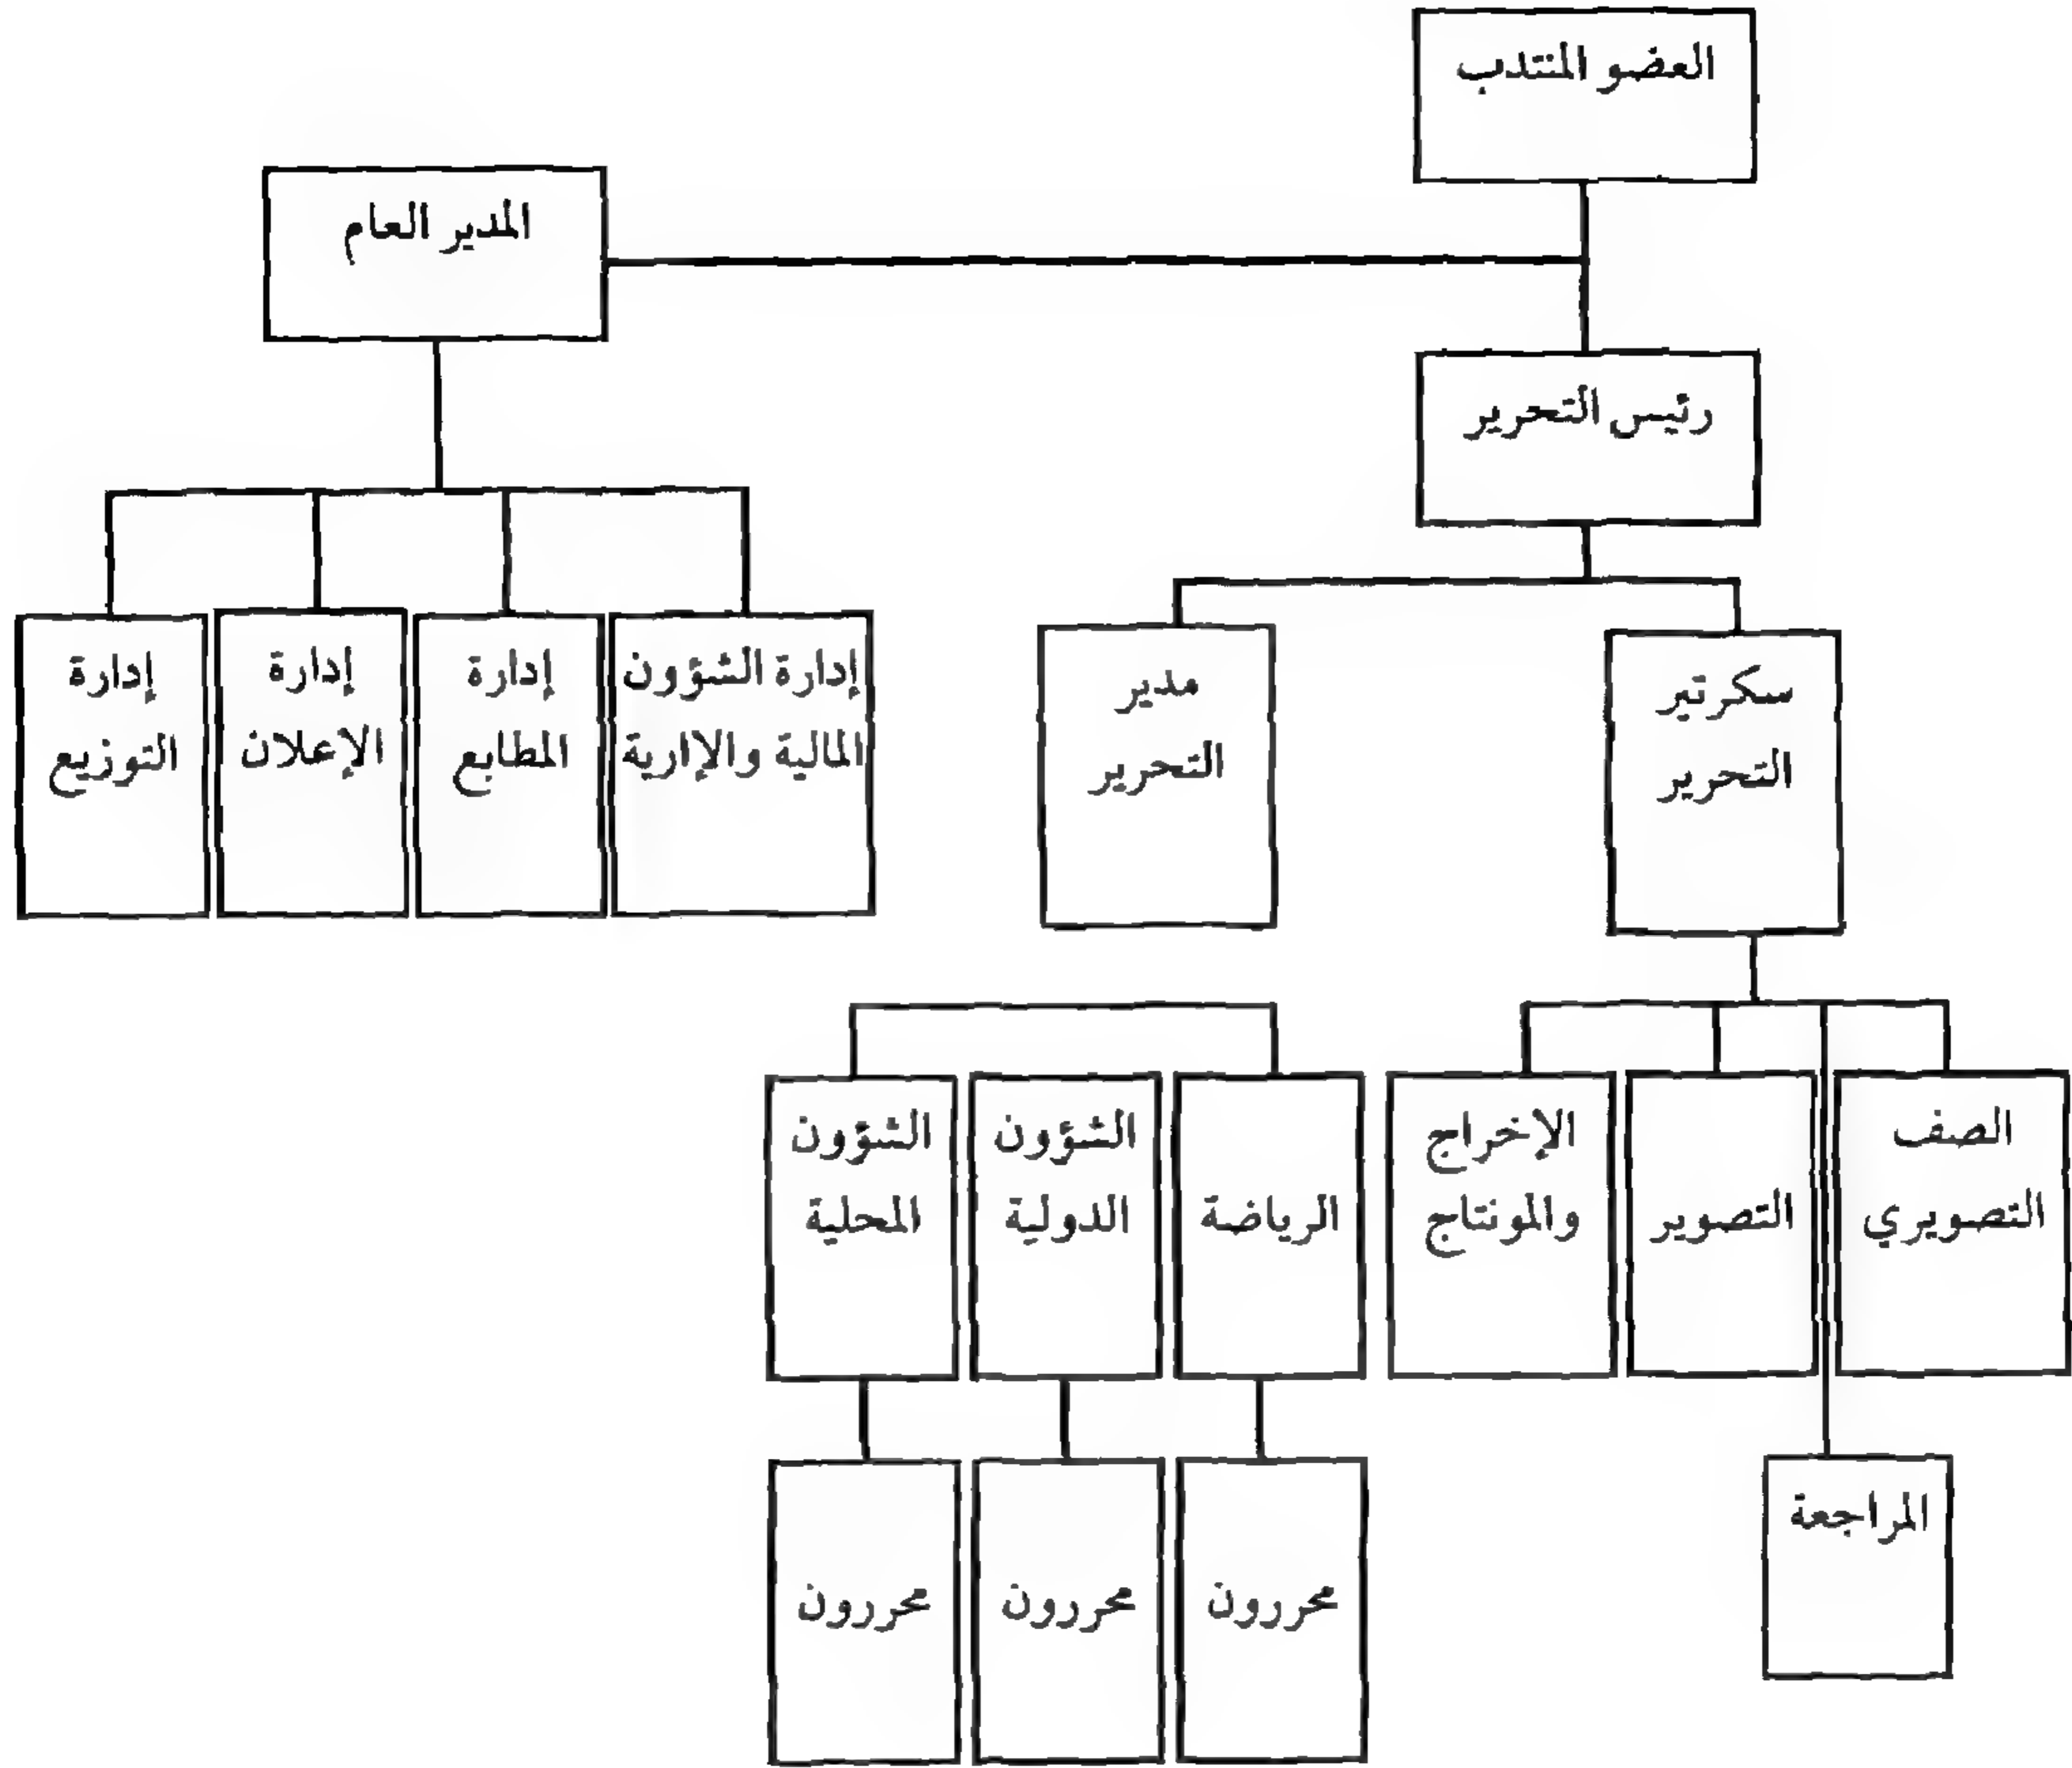 العضو المنتدب
المدير العام
رئيس التحرير
سكرتير
التحرير
مدير
التحرير
إدارة الشؤون
المالية والإارية
إدارة
المطابع
إدارة
الإعلان
إدارة
التوزيع
الصف
التصويري
التصوير
الإخراج
والمونتاج
الرياضة
الشؤون
الدولية
الشؤون
المحلية
المراجعة
محررون
محررون
محررون